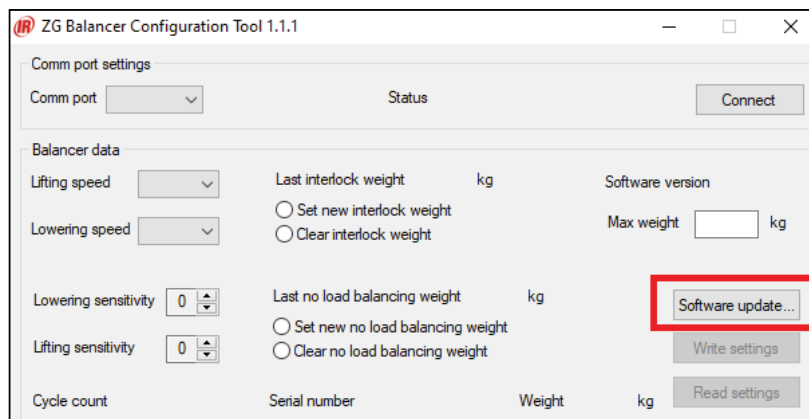 IR ZG Balancer Configuration Tool 1.1.1
Comm port settings
Comm port Status Connect
Balancer data
Lifting speed Last interlock weight kg Software version
Set new interlock weight
Max weight kg
Lowering speed Clear interlock weight
Lowering sensitivity 0 Last no load balancing weight kg Software update...
Set new no load balancing weight
Lifting sensitivity 0 Clear no load balancing weight Write settings
Cycle count Serial number Weight kg Read settings